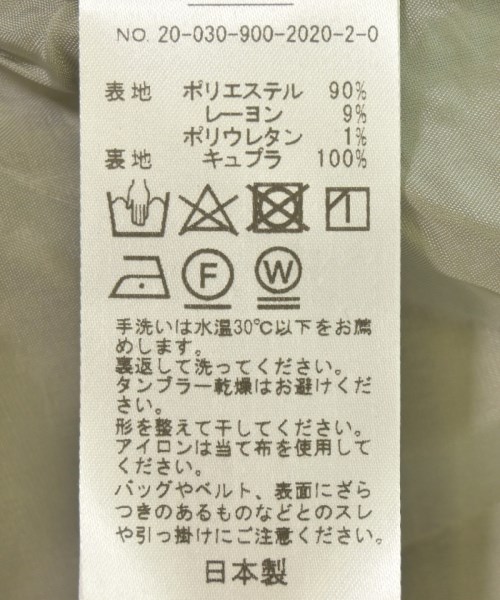 NO. 20-030-900-2020-2-0
表地 ポリエステル 90%
レーヨン 9%
ポリウレタン 1%
裏地 キュプラ 100%
F
W
手洗いは水温30℃以下をお薦
めします。
裏返して洗ってください。
タンブラー乾燥はお避けくだ
さい。
形を整えて干してください。
アイロンは当て布を使用して
ください。
バッグやベルト、表面にざら
つきのあるものなどとのスレ
や引っ掛けにご注意ください。
日本製